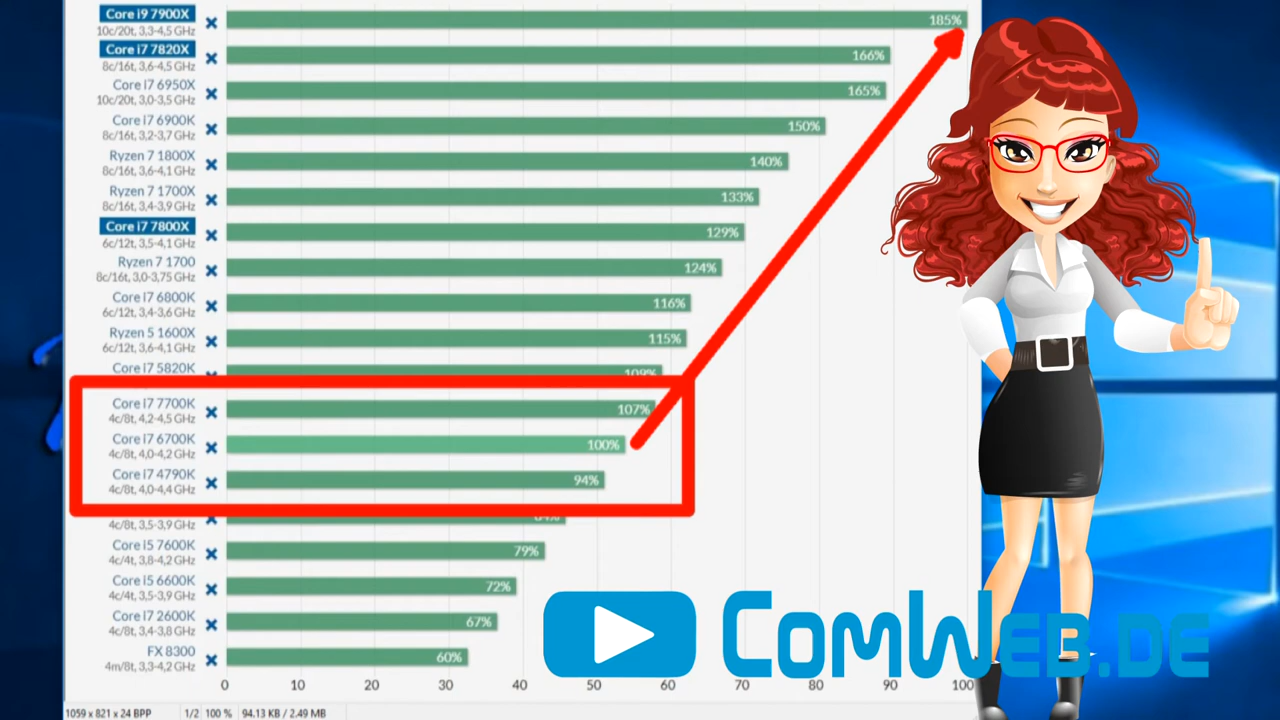 Core i9 7900X
10c/20t, 3,3-4,5 GHz
185%
Core i7 7820X
8c/16t, 3,6-4,5 GHz
166%
Core i7 6950X
10c/20t, 3,0-3,5 GHz
165%
Core i7 6900K
8c/16t, 3,2-3,7 GHz
150%
Ryzen 7 1800X
8c/16t, 3,6-4,1 GHz
140%
Ryzen 7 1700X
8c/16t, 3,4-3,9 GHz
133%
Core i7 7800X
6c/12t, 3,5-4,1 GHz
129%
Ryzen 7 1700
8c/16t, 3,0-3,75 GHz
124%
Core i7 6800K
6c/12t, 3,4-3,6 GHz
116%
Ryzen 5 1600X
6c/12t, 3,6-4,1 GHz
115%
Core i7 5820K
109%
Core i7 7700K
4c/8t, 4,2-4,5 GHz
107%
Core i7 6700K
4c/8t, 4,0-4,2 GHz
100%
Core i7 4790K
4c/8t, 4,0-4,4 GHz
94%
4c/8t, 3,5-3,9 GHz
84%
Core i5 7600K
4c/4t, 3,8-4,2 GHz
79%
Core i5 6600K
4c/4t, 3,5-3,9 GHz
72%
Core i7 2600K
4c/8t, 3,4-3,8 GHz
67%
FX 8300
4m/8t, 3,3-4,2 GHz
60%
0 10 20 30 40 50 60 70 80 90 100
ComWeb.de
1059 x 821 x 24 BPP 1/2 100 % 94.13 KB / 2.49 MB